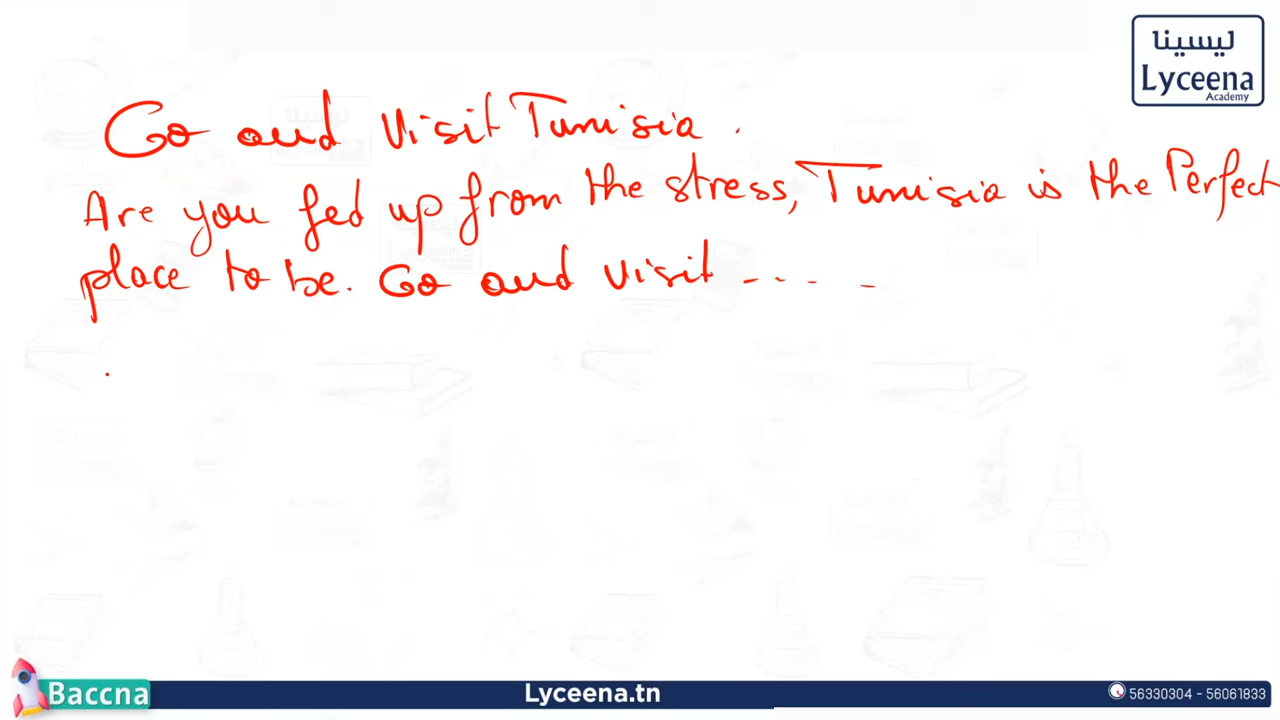 ليسينا
Lyceena
Academy
Go and visit Tunisia.
Are you fed up from the stress, Tunisia is the Perfect
place to be. Go and visit -....
Baccna
Lyceena.tn
56330304 - 56061833